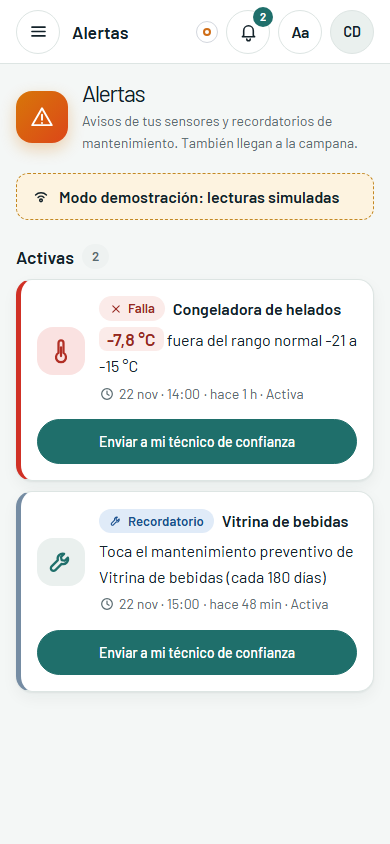 Alertas
2
Aa
CD
Alertas
Avisos de tus sensores y recordatorios de
mantenimiento. También llegan a la campana.
Modo demostración: lecturas simuladas
Activas 2
Falla Congeladora de helados
-7,8 °C fuera del rango normal -21 a
-15 °C
22 nov · 14:00 · hace 1 h · Activa
Enviar a mi técnico de confianza
Recordatorio Vitrina de bebidas
Toca el mantenimiento preventivo de
Vitrina de bebidas (cada 180 días)
22 nov · 15:00 · hace 48 min · Activa
Enviar a mi técnico de confianza